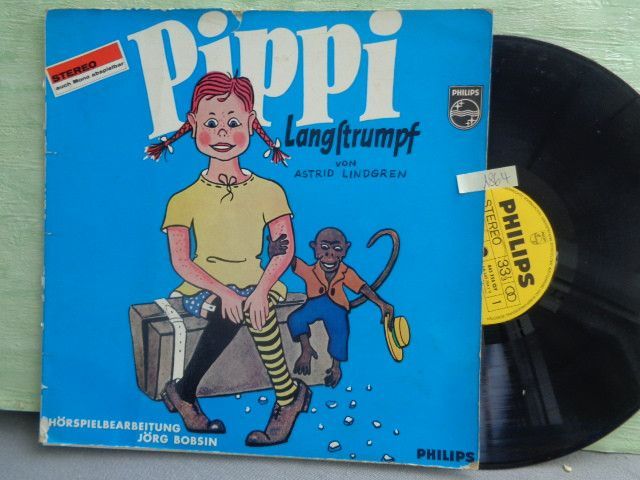 Pippi
STEREO
auch Mono abspielbar
PHILIPS
Langstrumpf
von
ASTRID LINDGREN
1864
PHILIPS
STEREO
33⅓
1
HÖRSPIELBEARBEITUNG
JÖRG BOBSIN
PHILIPS